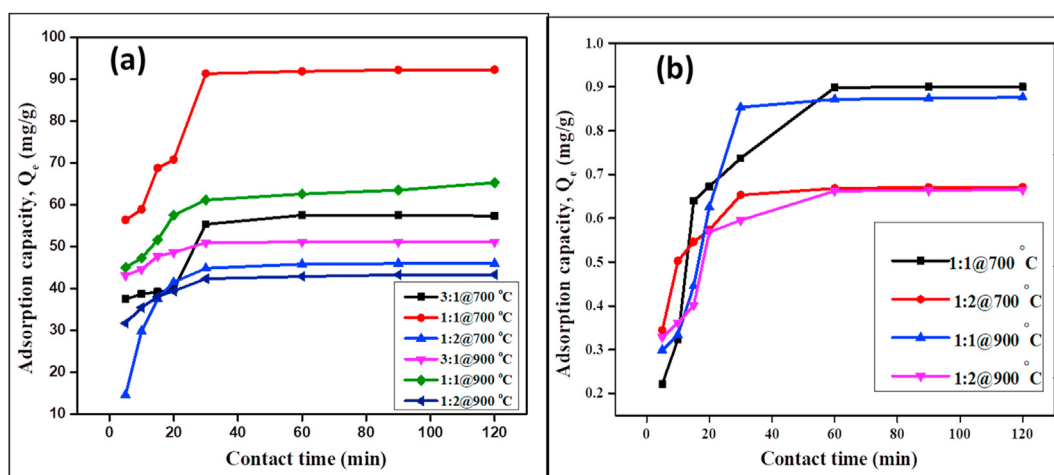 (a)
Adsorption capacity, Qe (mg/g)
100
90
80
70
60
50
40
30
20
10
0 20 40 60 80 100 120
Contact time (min)
3:1@700 °C
1:1@700 °C
1:2@700 °C
3:1@900 °C
1:1@900 °C
1:2@900 °C
(b)
Adsorption capacity, Qe (mg/g)
1.0
0.9
0.8
0.7
0.6
0.5
0.4
0.3
0.2
0 20 40 60 80 100 120
Contact time (min)
1:1@700 °C
1:2@700 °C
1:1@900 °C
1:2@900 °C